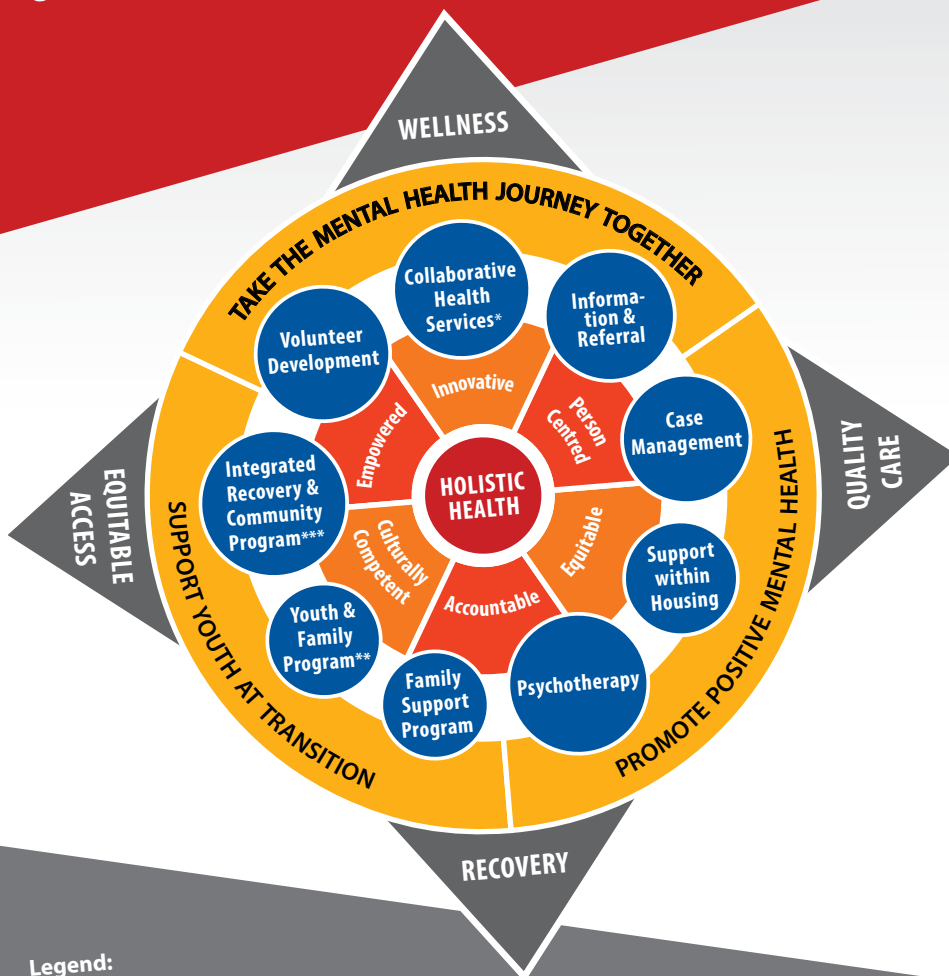 WELLNESS
TAKE THE MENTAL HEALTH JOURNEY TOGETHER
Collaborative
Health
Services*
Informa-
tion &
Referral
Volunteer
Development
Innovative
Person
Centred
Case
Management
QUALITY
CARE
Empowered
EQUITABLE
ACCESS
Integrated
Recovery &
Community
Program***
HOLISTIC
HEALTH
Equitable
Culturally
Competent
Support
within
Housing
PROMOTE POSITIVE MENTAL HEALTH
SUPPORT YOUTH AT TRANSITION
Accountable
Youth &
Family
Program**
Family
Support
Program
Psychotherapy
RECOVERY
Legend: